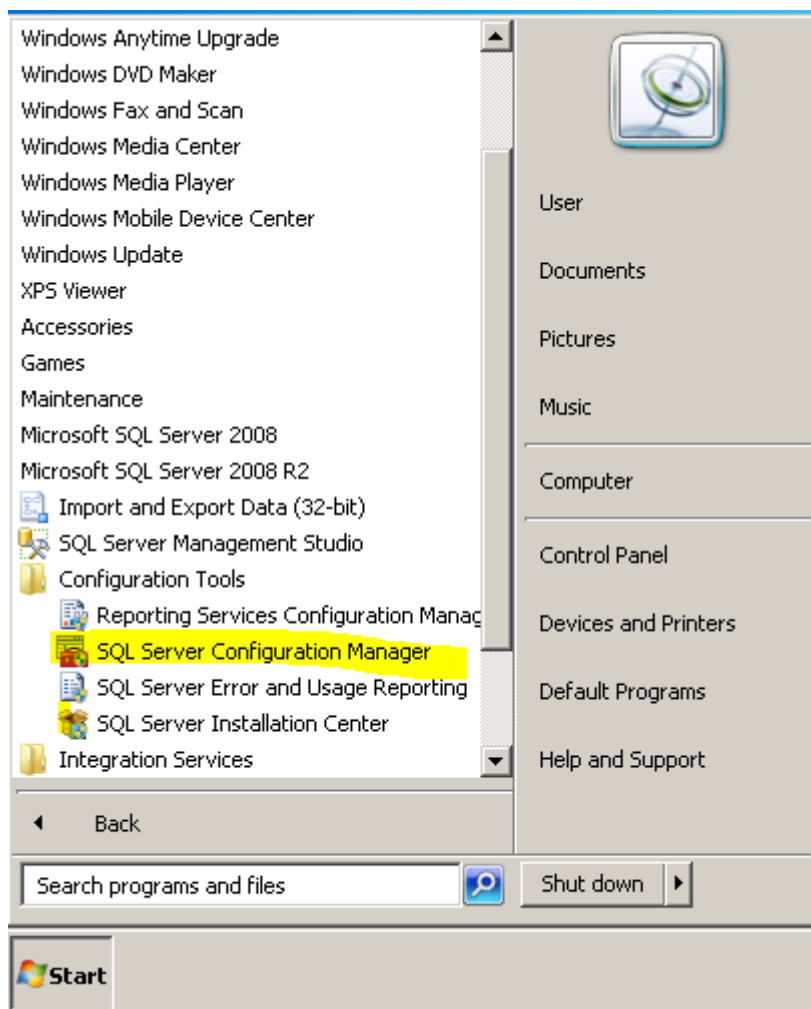 Windows Anytime Upgrade
Windows DVD Maker
Windows Fax and Scan
Windows Media Center
Windows Media Player
Windows Mobile Device Center
Windows Update
XPS Viewer
Accessories
Games
Maintenance
Microsoft SQL Server 2008
Microsoft SQL Server 2008 R2
Import and Export Data (32-bit)
SQL Server Management Studio
Configuration Tools
Reporting Services Configuration Manag
SQL Server Configuration Manager
SQL Server Error and Usage Reporting
SQL Server Installation Center
Integration Services
Back
Search programs and files
User
Documents
Pictures
Music
Computer
Control Panel
Devices and Printers
Default Programs
Help and Support
Shut down
Start